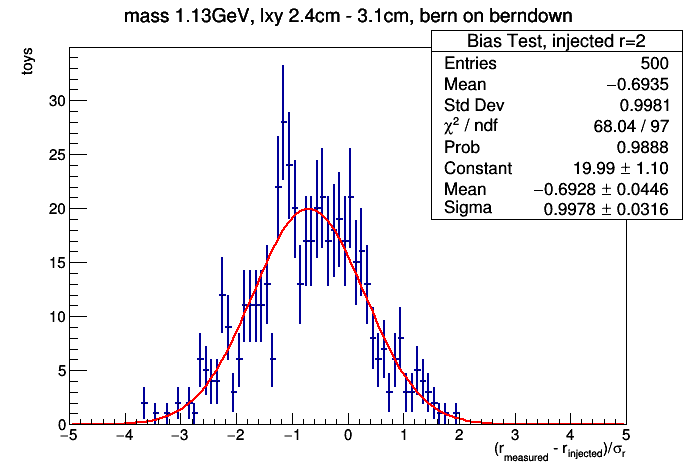 mass 1.13GeV, lxy 2.4cm - 3.1cm, bern on berndown
Bias Test, injected r=2
Entries 500
Mean −0.6935
Std Dev 0.9981
χ² / ndf 68.04 / 97
Prob 0.9888
Constant 19.99 ± 1.10
Mean −0.6928 ± 0.0446
Sigma 0.9978 ± 0.0316
toys
30
25
20
15
10
5
0
−5 −4 −3 −2 −1 0 1 2 3 4 5
(r_measured - r_injected)/σ_r